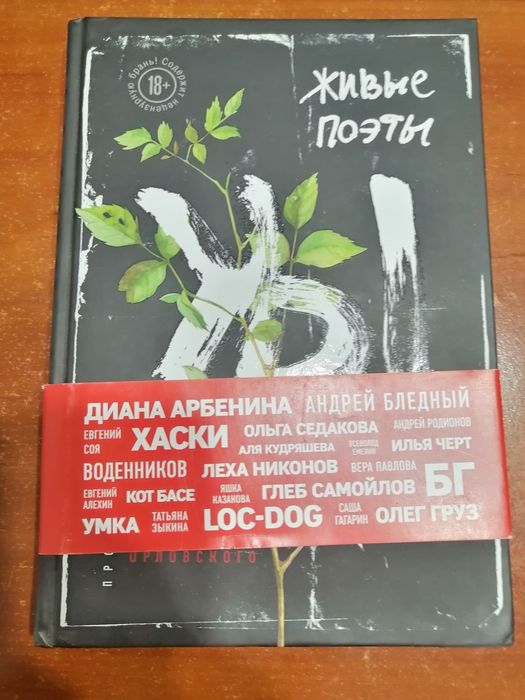 Содержит нецензурную брань!
18+
живые
поэты
ДИАНА АРБЕНИНА АНДРЕЙ БЛЕДНЫЙ
ЕВГЕНИЙ СОЯ ХАСКИ ОЛЬГА СЕДАКОВА АНДРЕЙ РОДИОНОВ
АЛЯ КУДРЯШЕВА ВСЕВОЛОД ЕМЕЛИН ИЛЬЯ ЧЕРТ
ВОДЕННИКОВ ЛЕХА НИКОНОВ ВЕРА ПАВЛОВА БГ
ЕВГЕНИЙ АЛЕХИН КОТ БАСЕ ЯШКА КАЗАНОВА ГЛЕБ САМОЙЛОВ
УМКА ТАТЬЯНА ЗЫКИНА LOC-DOG САША ГАГАРИН ОЛЕГ ГРУЗ
ПРО
ОРЛОВСКОГО